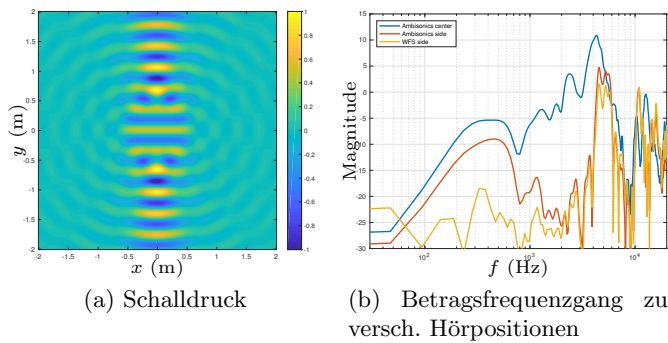 2
1.5
1
0.5
0
-0.5
-1
-1.5
-2
y (m)
-2 -1.5 -1 -0.5 0 0.5 1 1.5 2
x (m)
1
0.8
0.6
0.4
0.2
0
-0.2
-0.4
-0.6
-0.8
-1
(a) Schalldruck
15
10
5
0
-5
-10
-15
-20
-25
-30
Magnitude
Ambisonics center
Ambisonics side
WFS side
10² 10³ 10⁴
f (Hz)
(b) Betragsfrequenzgang zu
versch. Hörpositionen